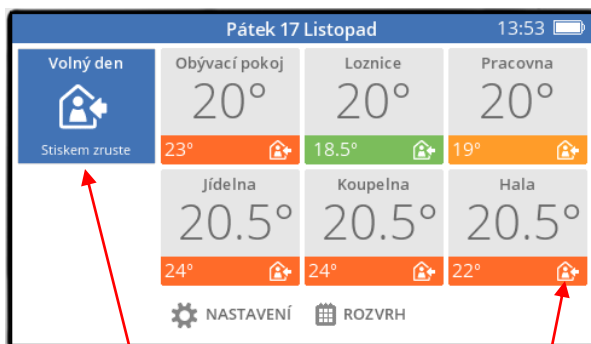 Pátek 17 Listopad 13:53
Volný den
Stiskem zruste
Obývací pokoj
20°
23°
Loznice
20°
18.5°
Pracovna
20°
19°
Jídelna
20.5°
24°
Koupelna
20.5°
24°
Hala
20.5°
22°
NASTAVENÍ
ROZVRH